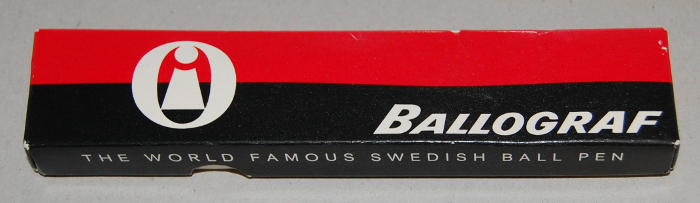 BALLOGRAF
THE WORLD FAMOUS SWEDISH BALL PEN